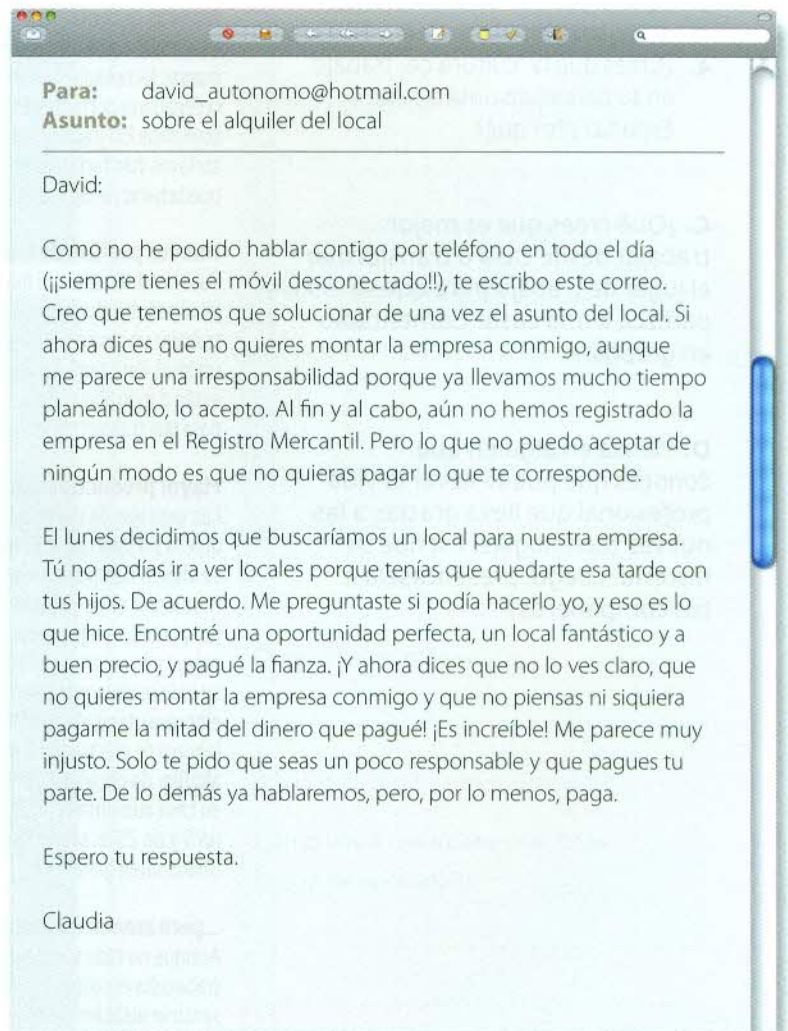 Para: david_autonomo@hotmail.com
Asunto: sobre el alquiler del local
David:
Como no he podido hablar contigo por teléfono en todo el día
(¡¡siempre tienes el móvil desconectado!!), te escribo este correo.
Creo que tenemos que solucionar de una vez el asunto del local. Si
ahora dices que no quieres montar la empresa conmigo, aunque
me parece una irresponsabilidad porque ya llevamos mucho tiempo
planeándolo, lo acepto. Al fin y al cabo, aún no hemos registrado la
empresa en el Registro Mercantil. Pero lo que no puedo aceptar de
ningún modo es que no quieras pagar lo que te corresponde.
El lunes decidimos que buscaríamos un local para nuestra empresa.
Tú no podías ir a ver locales porque tenías que quedarte esa tarde con
tus hijos. De acuerdo. Me preguntaste si podía hacerlo yo, y eso es lo
que hice. Encontré una oportunidad perfecta, un local fantástico y a
buen precio, y pagué la fianza. ¡Y ahora dices que no lo ves claro, que
no quieres montar la empresa conmigo y que no piensas ni siquiera
pagarme la mitad del dinero que pagué! ¡Es increíble! Me parece muy
injusto. Solo te pido que seas un poco responsable y que pagues tu
parte. De lo demás ya hablaremos, pero, por lo menos, paga.
Espero tu respuesta.
Claudia